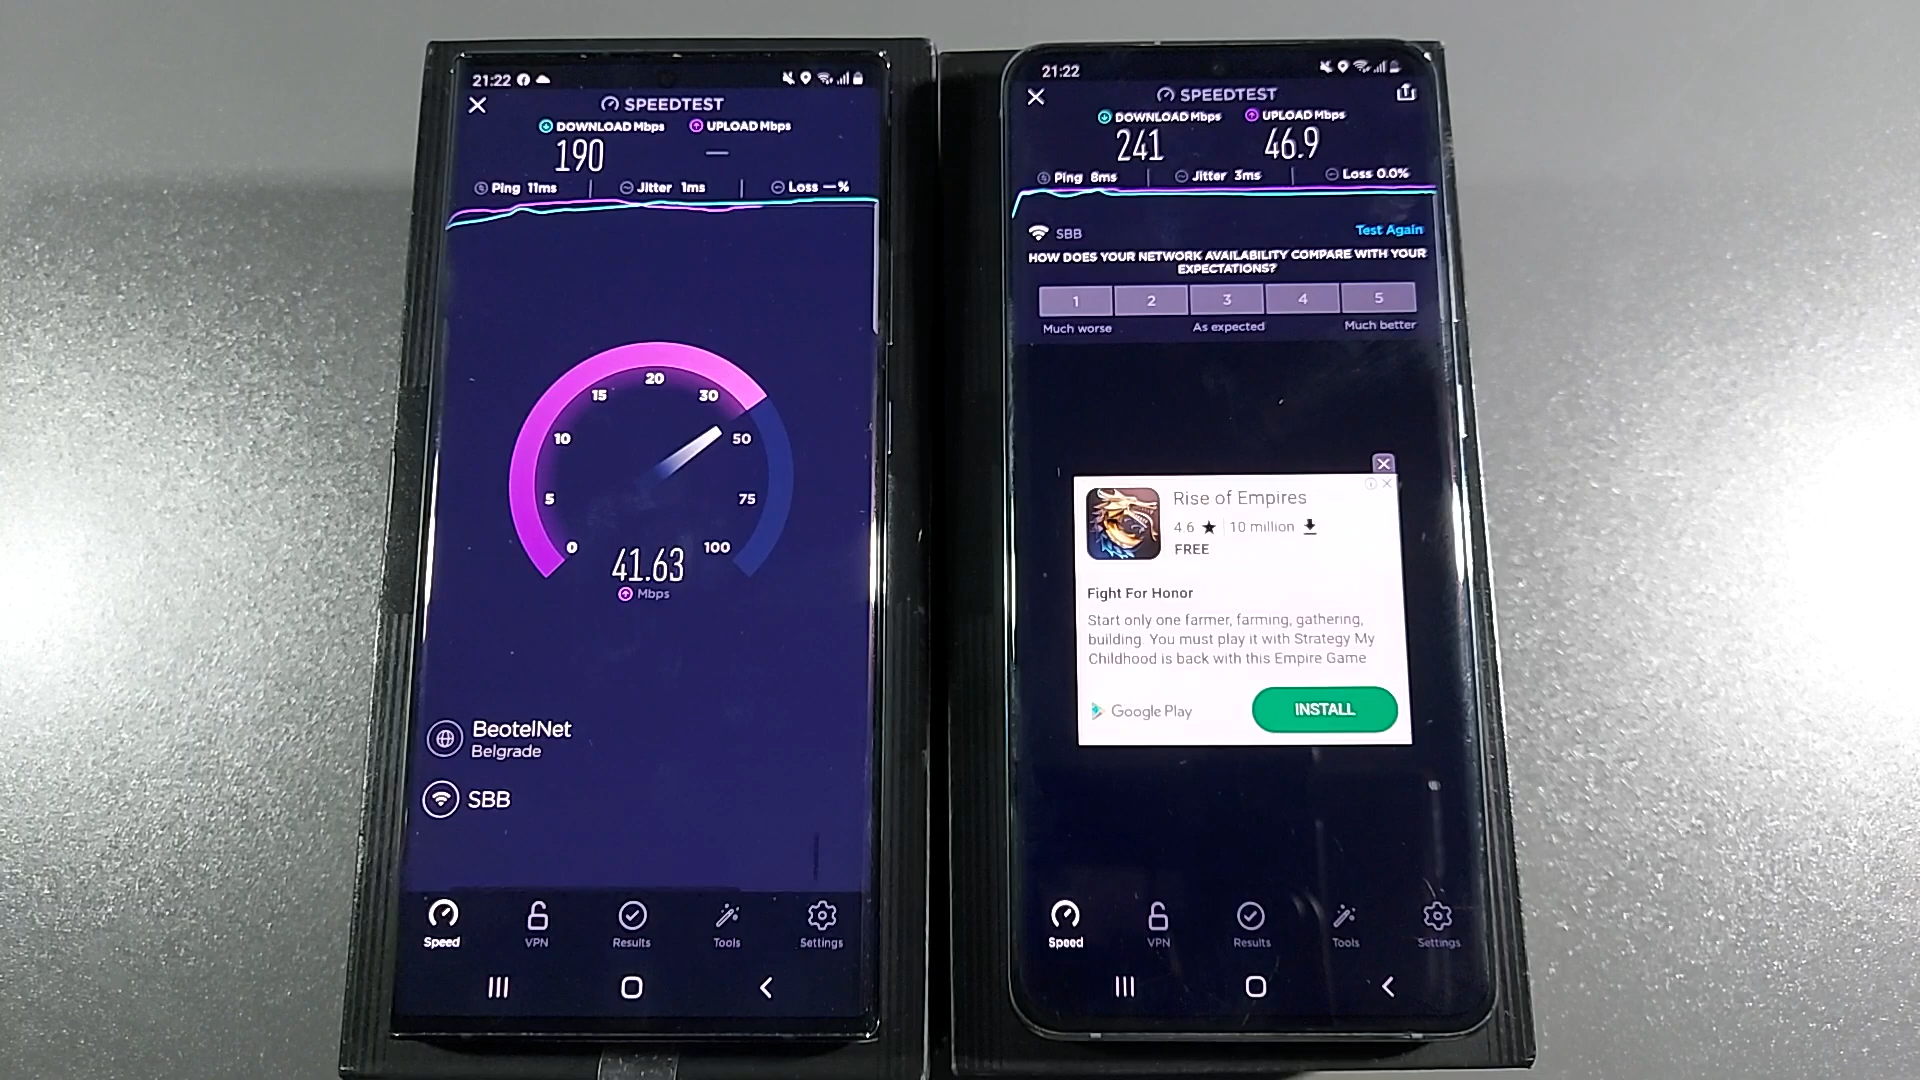 21:22
SPEEDTEST
DOWNLOAD Mbps UPLOAD Mbps
190 —
Ping 11ms Jitter 1ms Loss —%
20
15 30
10 50
5 75
0 100
41.63
Mbps
BeotelNet
Belgrade
SBB
Speed VPN Results Tools Settings
21:22
SPEEDTEST
DOWNLOAD Mbps UPLOAD Mbps
241 46.9
Ping 8ms Jitter 3ms Loss 0.0%
SBB Test Again
HOW DOES YOUR NETWORK AVAILABILITY COMPARE WITH YOUR
EXPECTATIONS?
1 2 3 4 5
Much worse As expected Much better
Rise of Empires
4.6 ★ 10 million
FREE
Fight For Honor
Start only one farmer, farming, gathering,
building. You must play it with Strategy My
Childhood is back with this Empire Game
Google Play INSTALL
Speed VPN Results Tools Settings